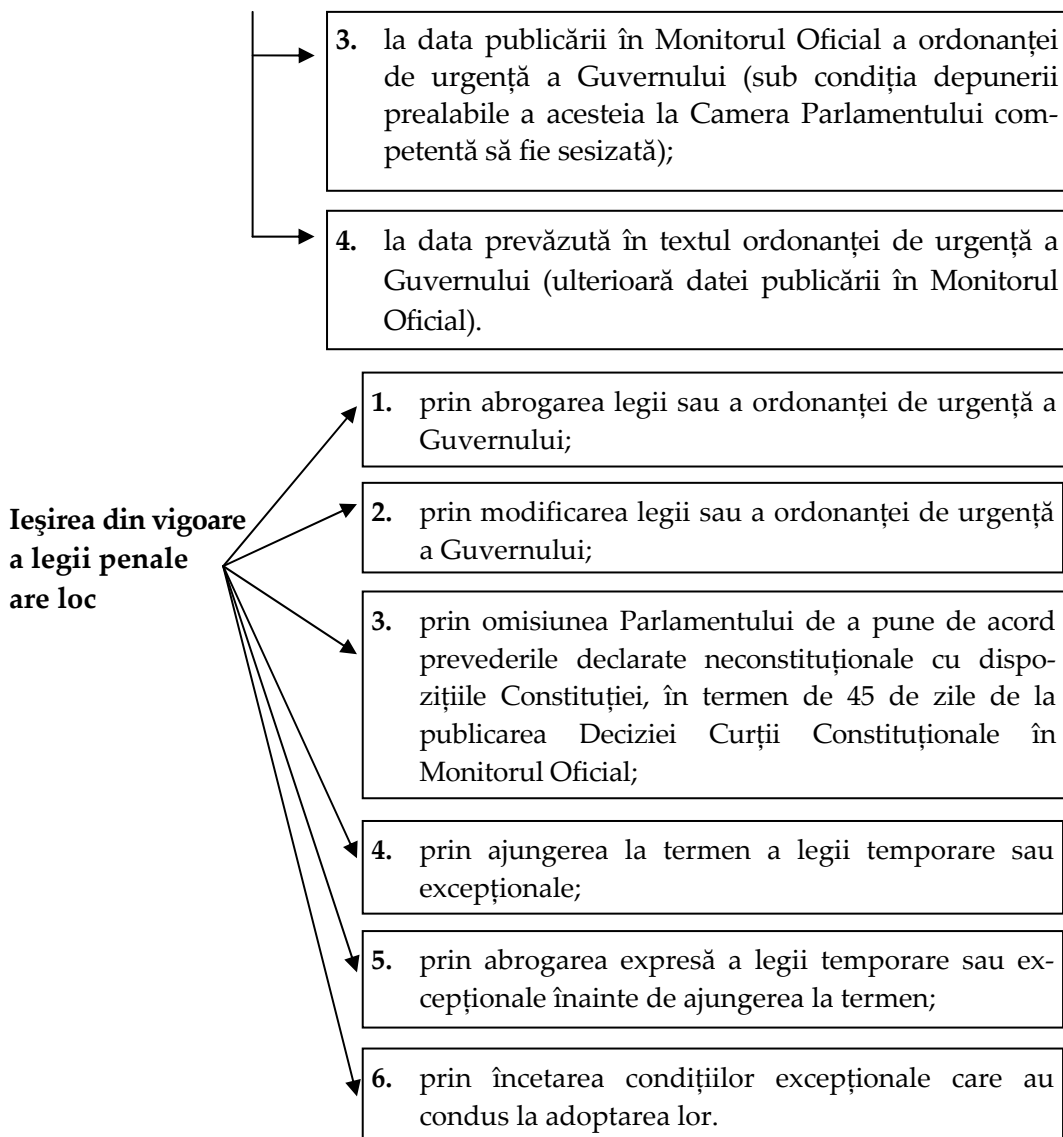 3. la data publicării în Monitorul Oficial a ordonanței
de urgență a Guvernului (sub condiția depunerii
prealabile a acesteia la Camera Parlamentului com-
petentă să fie sesizată);
4. la data prevăzută în textul ordonanței de urgență a
Guvernului (ulterioară datei publicării în Monitorul
Oficial).
Ieşirea din vigoare
a legii penale
are loc
1. prin abrogarea legii sau a ordonanței de urgență a
Guvernului;
2. prin modificarea legii sau a ordonanței de urgență
a Guvernului;
3. prin omisiunea Parlamentului de a pune de acord
prevederile declarate neconstituționale cu dispo-
zițiile Constituției, în termen de 45 de zile de la
publicarea Deciziei Curții Constituționale în
Monitorul Oficial;
4. prin ajungerea la termen a legii temporare sau
excepționale;
5. prin abrogarea expresă a legii temporare sau ex-
cepționale înainte de ajungerea la termen;
6. prin încetarea condițiilor excepționale care au
condus la adoptarea lor.